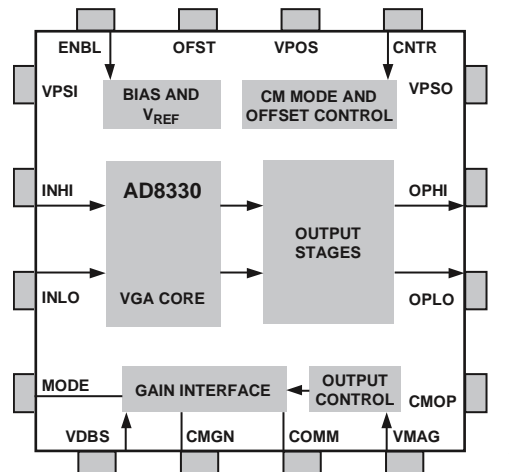 ENBL
OFST
VPOS
CNTR
VPSI
BIAS AND
VREF
CM MODE AND
OFFSET CONTROL
VPSO
INHI
AD8330
OPHI
OUTPUT
STAGES
INLO
VGA CORE
OPLO
MODE
GAIN INTERFACE
OUTPUT
CONTROL
CMOP
VDBS
CMGN
COMM
VMAG